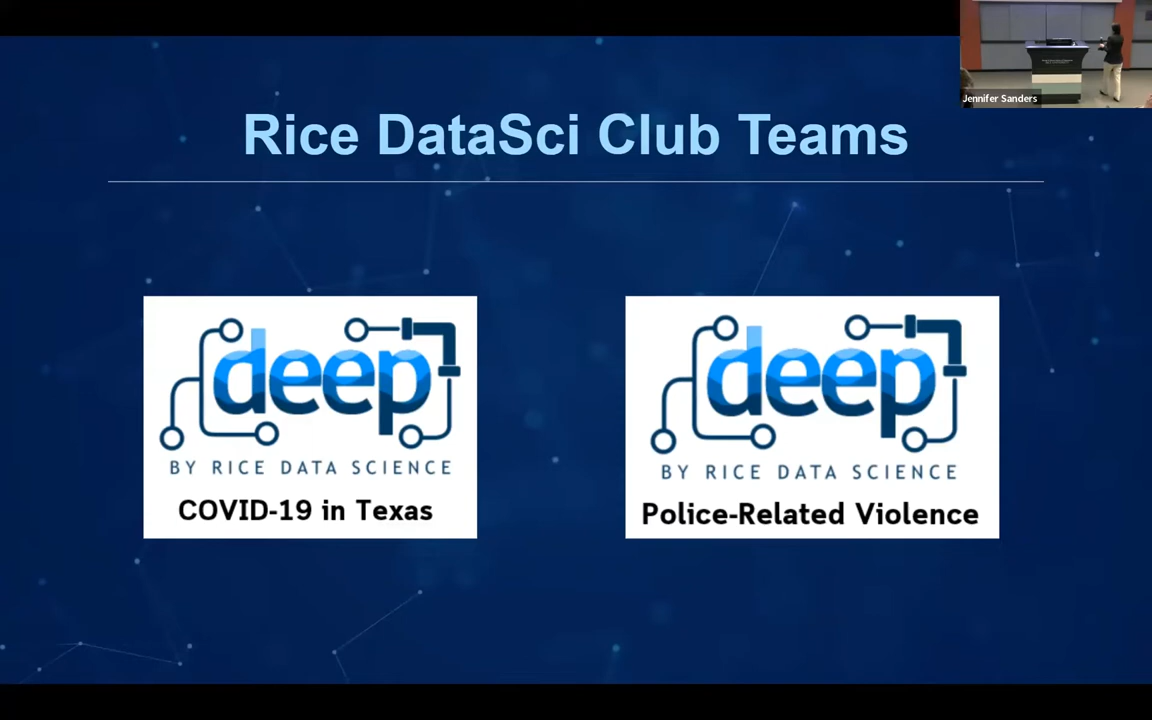 Jennifer Sanders
Rice DataSci Club Teams
deep
BY RICE DATA SCIENCE
COVID-19 in Texas
deep
BY RICE DATA SCIENCE
Police-Related Violence